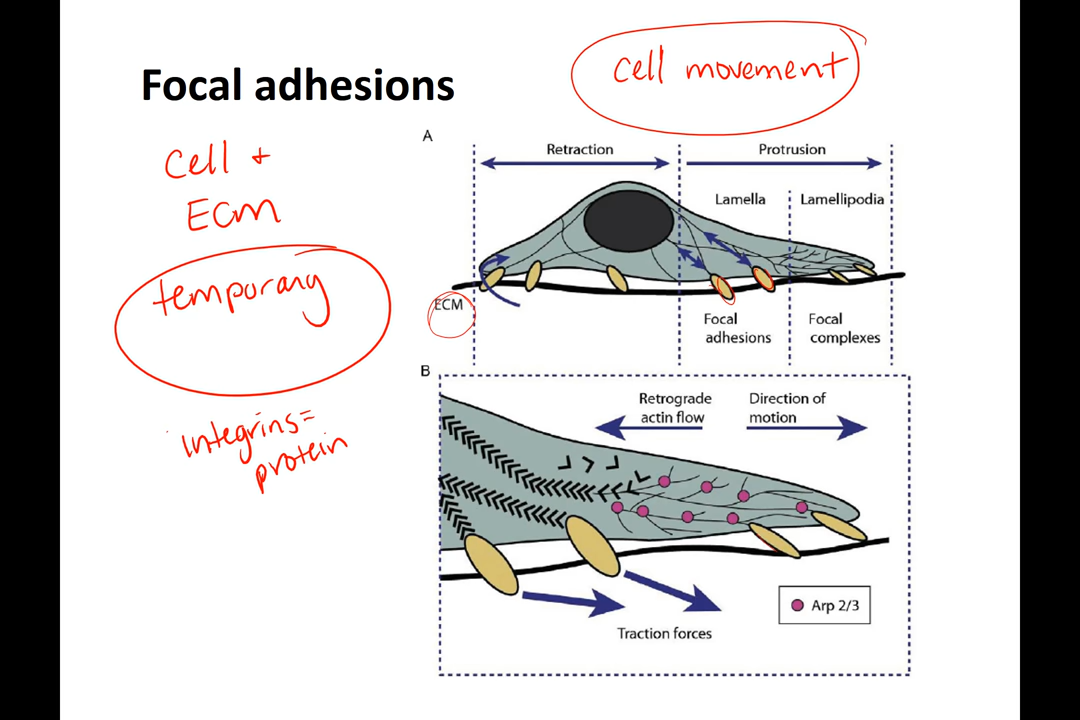 Focal adhesions
cell movement
cell +
ECM
temporary
integrins =
protein
A
Retraction
Protrusion
Lamella
Lamellipodia
ECM
Focal
adhesions
Focal
complexes
B
Retrograde
actin flow
Direction of
motion
Arp 2/3
Traction forces